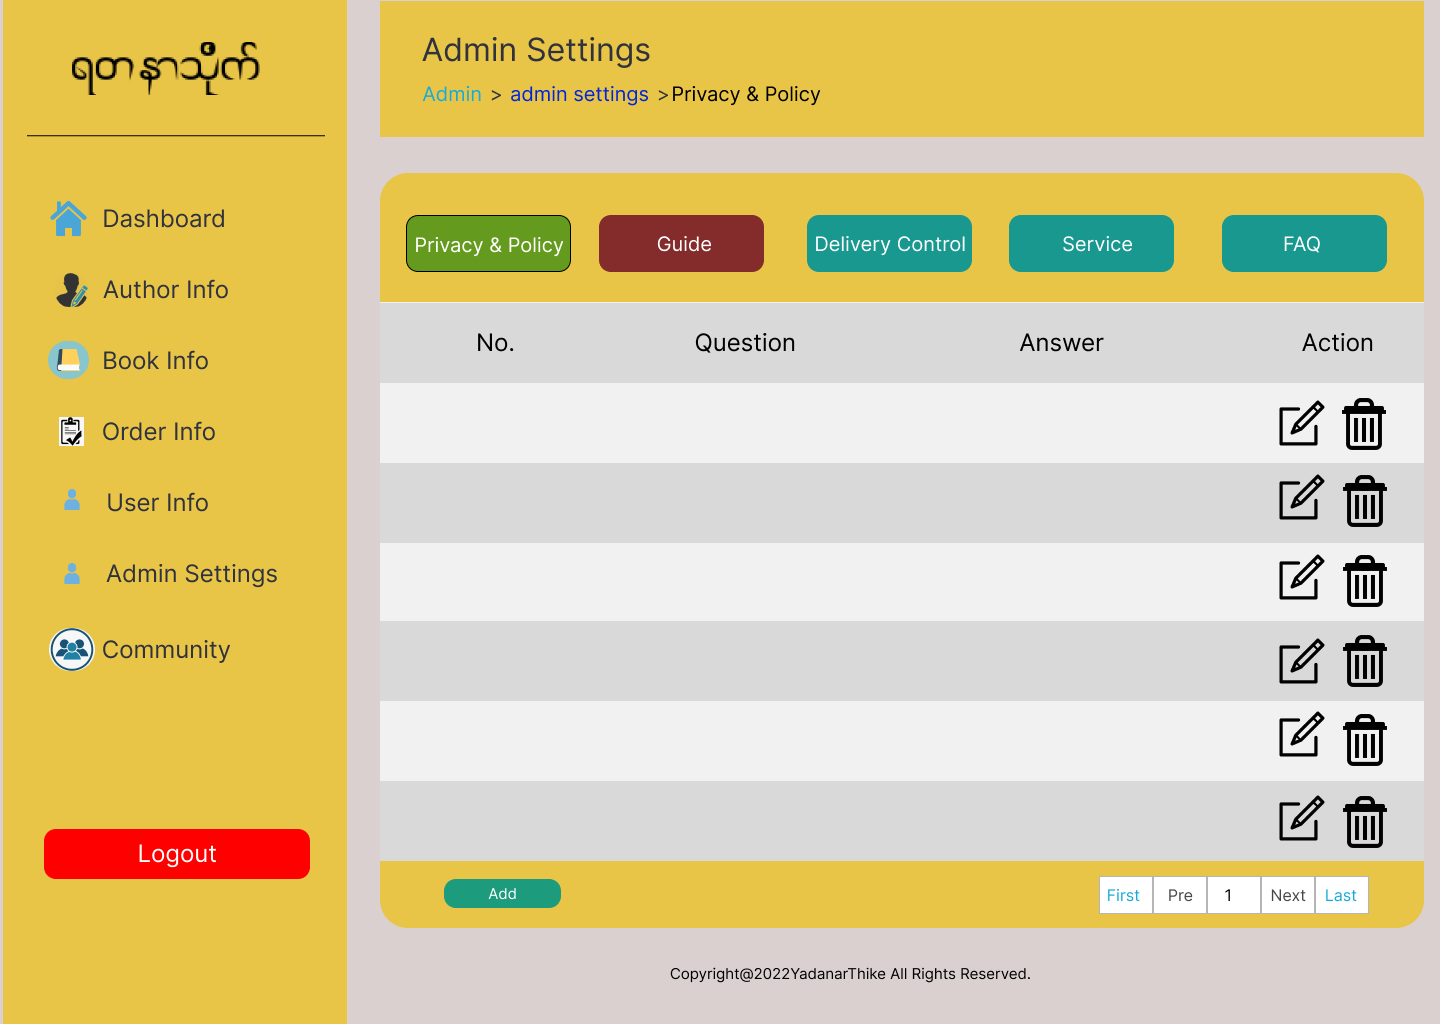 ရတနာသိုက်
Admin Settings
Admin > admin settings >Privacy & Policy
Dashboard
Author Info
Book Info
Order Info
User Info
Admin Settings
Community
Logout
Privacy & Policy
Guide
Delivery Control
Service
FAQ
No.
Question
Answer
Action
Add
First
Pre
1
Next
Last
Copyright@2022YadanarThike All Rights Reserved.